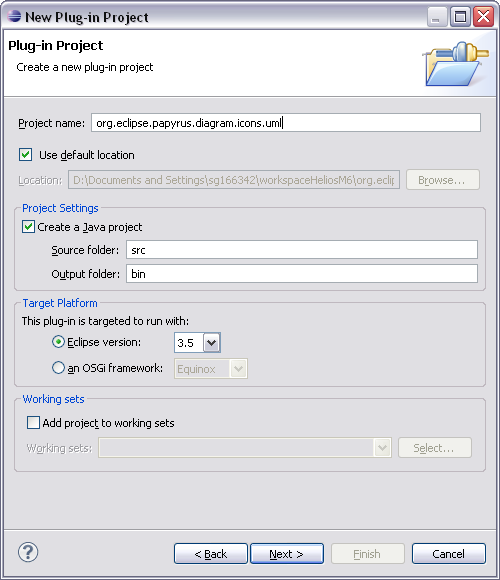 New Plug-in Project
Plug-in Project
Create a new plug-in project
Project name: org.eclipse.papyrus.diagram.icons.uml
Use default location
Location: D:\Documents and Settings\sg166342\workspaceHeliosM6\org.eclip Browse...
Project Settings
Create a Java project
Source folder: src
Output folder: bin
Target Platform
This plug-in is targeted to run with:
Eclipse version: 3.5
an OSGi framework: Equinox
Working sets
Add project to working sets
Working sets: Select...
? < Back Next > Finish Cancel